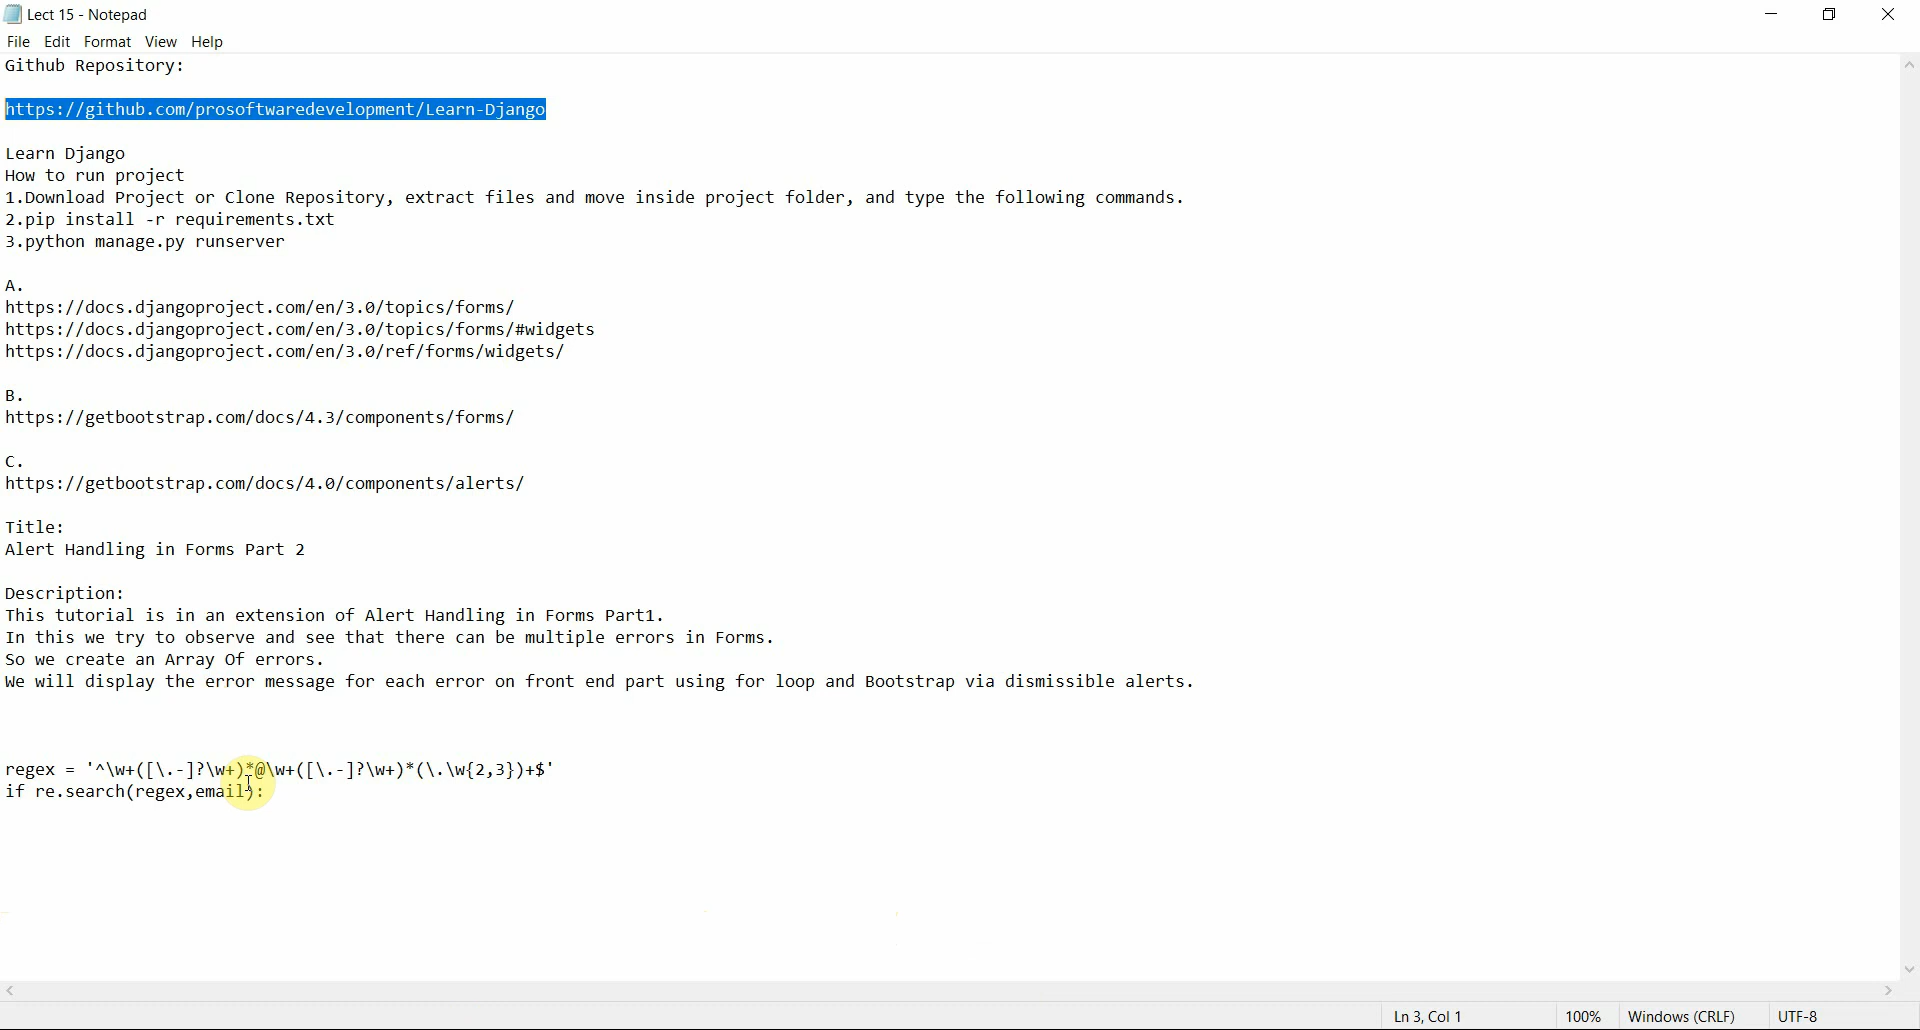 Lect 15 - Notepad
File Edit Format View Help
Github Repository:
https://github.com/prosoftwaredevelopment/Learn-Django
Learn Django
How to run project
1.Download Project or Clone Repository, extract files and move inside project folder, and type the following commands.
2.pip install -r requirements.txt
3.python manage.py runserver
A.
https://docs.djangoproject.com/en/3.0/topics/forms/
https://docs.djangoproject.com/en/3.0/topics/forms/#widgets
https://docs.djangoproject.com/en/3.0/ref/forms/widgets/
B.
https://getbootstrap.com/docs/4.3/components/forms/
C.
https://getbootstrap.com/docs/4.0/components/alerts/
Title:
Alert Handling in Forms Part 2
Description:
This tutorial is in an extension of Alert Handling in Forms Part1.
In this we try to observe and see that there can be multiple errors in Forms.
So we create an Array Of errors.
We will display the error message for each error on front end part using for loop and Bootstrap via dismissible alerts.
regex = '^\w+([\.-]?\w+)*@\w+([\.-]?\w+)*(\.\w{2,3})+$'
if re.search(regex,email):
Ln 3, Col 1 100% Windows (CRLF) UTF-8